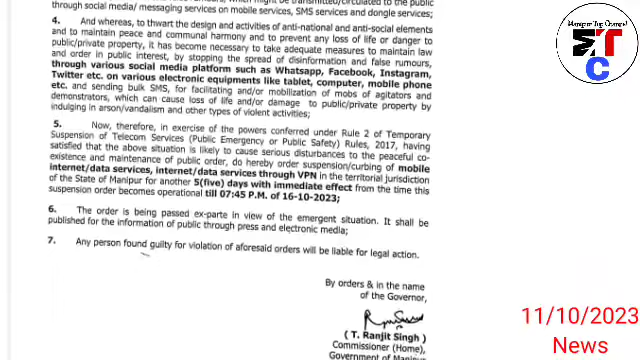 through social media/ messaging services on mobile services, SMS services and dongle services;
4. And whereas, to thwart the design and activities of anti-national and anti-social elements
and to maintain peace and communal harmony and to prevent any loss of life or danger to
public/private property, it has become necessary to take adequate measures to maintain law
and order in public interest, by stopping the spread of disinformation and false rumours,
through various social media platform such as Whatsapp, Facebook, Instagram,
Twitter etc. on various electronic equipments like tablet, computer, mobile phone
etc. and sending bulk SMS, for facilitating and/or mobilization of mobs of agitators and
demonstrators, which can cause loss of life and/or damage to public/private property by
indulging in arson/vandalism and other types of violent activities;
5. Now, therefore, in exercise of the powers conferred under Rule 2 of Temporary
Suspension of Telecom Services (Public Emergency or Public Safety) Rules, 2017, having
satisfied that the above situation is likely to cause serious disturbances to the peaceful co-
existence and maintenance of public order, do hereby order suspension/curbing of mobile
internet/data services, internet/data services through VPN in the territorial jurisdiction
of the State of Manipur for another 5(five) days with immediate effect from the time this
suspension order becomes operational till 07:45 P.M. of 16-10-2023;
6. The order is being passed ex-parte in view of the emergent situation. It shall be
published for the information of public through press and electronic media;
7. Any person found guilty for violation of aforesaid orders will be liable for legal action.
By orders & in the name
of the Governor,
( T. Ranjit Singh )
Commissioner (Home),
Government of Manipur
Manipur Top Channel
MTC
11/10/2023
News